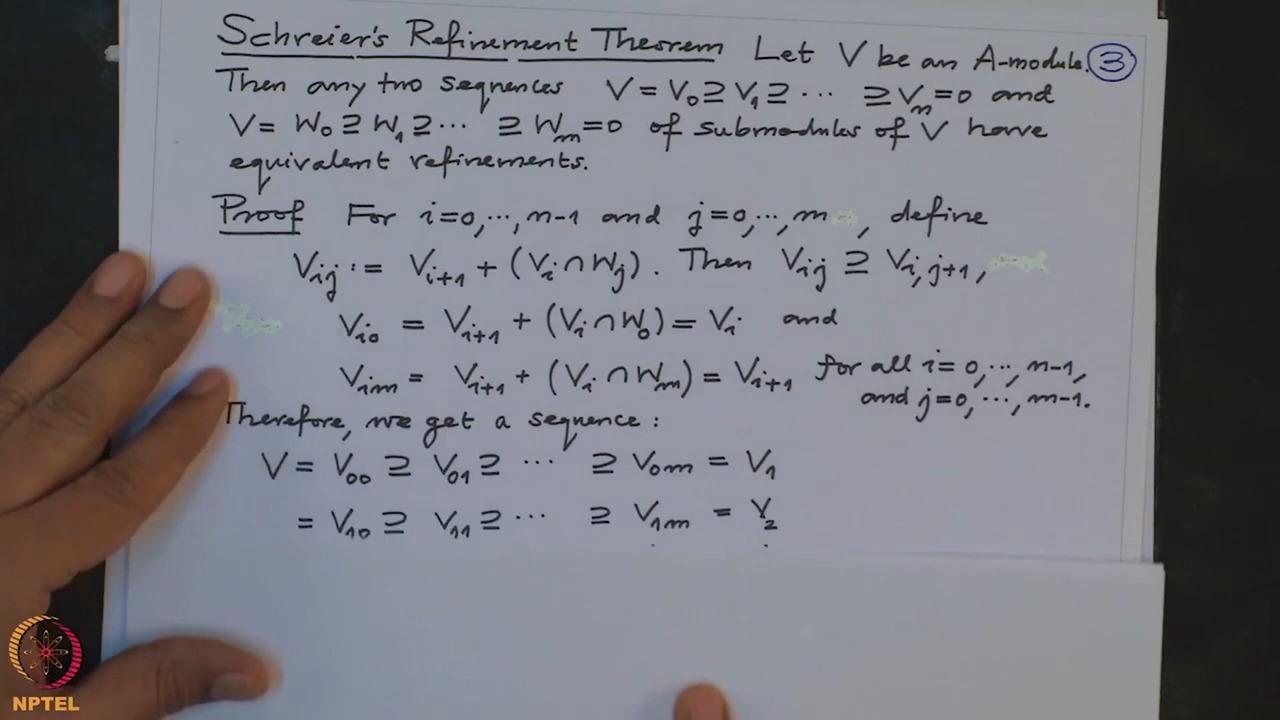 Schreier's Refinement Theorem Let V be an A-module. ③
Then any two sequences V = V₀ ⊇ V₁ ⊇ ⋯ ⊇ Vₘ = 0 and
V = W₀ ⊇ W₁ ⊇ ⋯ ⊇ Wₘ = 0 of submodules of V have
equivalent refinements.
Proof For i=0,⋯,n-1 and j=0,⋯,m , define
Vᵢⱼ := Vᵢ₊₁ + (Vᵢ ∩ Wⱼ). Then Vᵢⱼ ⊇ Vᵢ,ⱼ₊₁,
Vᵢ₀ = Vᵢ₊₁ + (Vᵢ ∩ W₀) = Vᵢ and
Vᵢₘ = Vᵢ₊₁ + (Vᵢ ∩ Wₘ) = Vᵢ₊₁ for all i= 0,⋯,n-1,
and j=0,⋯,m-1.
Therefore, we get a sequence :
V = V₀₀ ⊇ V₀₁ ⊇ ⋯ ⊇ V₀ₘ = V₁
= V₁₀ ⊇ V₁₁ ⊇ ⋯ ⊇ V₁ₘ = V₂
NPTEL